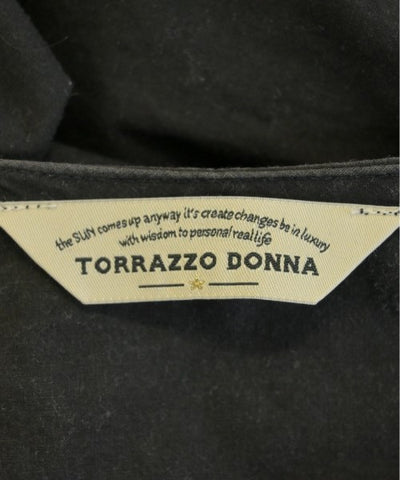 the SUN comes up anyway it's create changes be in luxury
with wisdom to personal real life
TORRAZZO DONNA